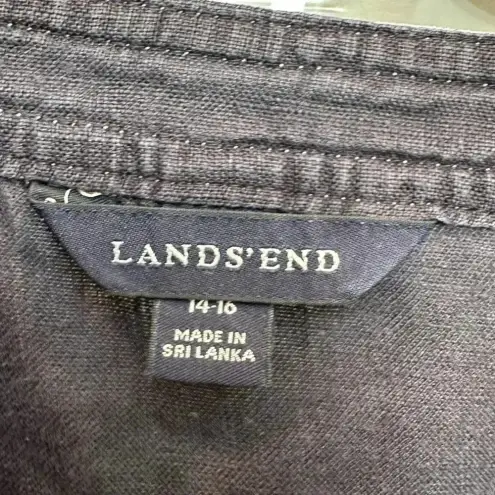 LANDS'END
14-16
MADE IN
SRI LANKA